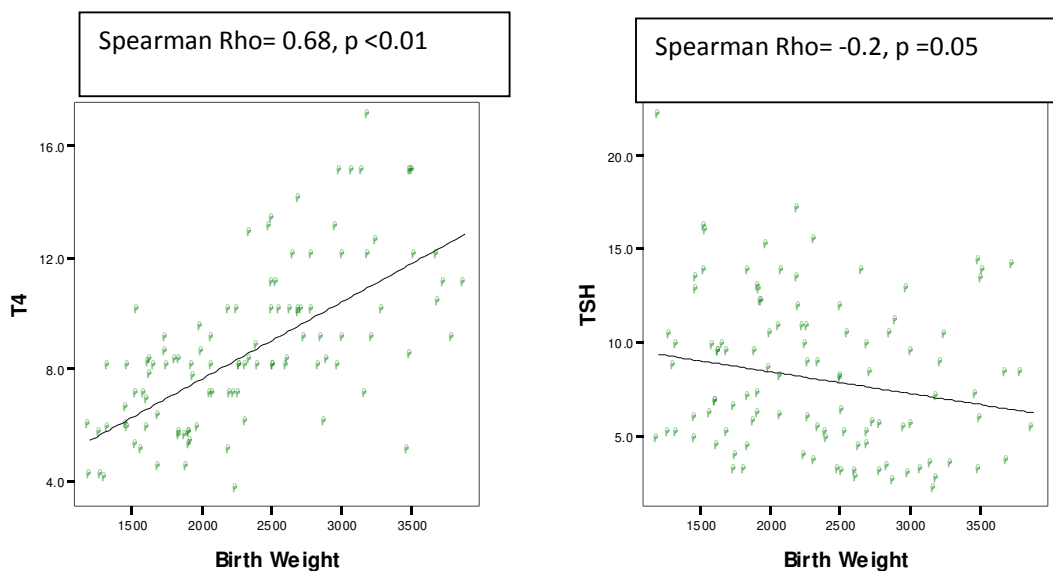 Spearman Rho= 0.68, p <0.01
16.0
12.0
8.0
4.0
T4
1500 2000 2500 3000 3500
Birth Weight
Spearman Rho= -0.2, p =0.05
20.0
15.0
10.0
5.0
TSH
1500 2000 2500 3000 3500
Birth Weight